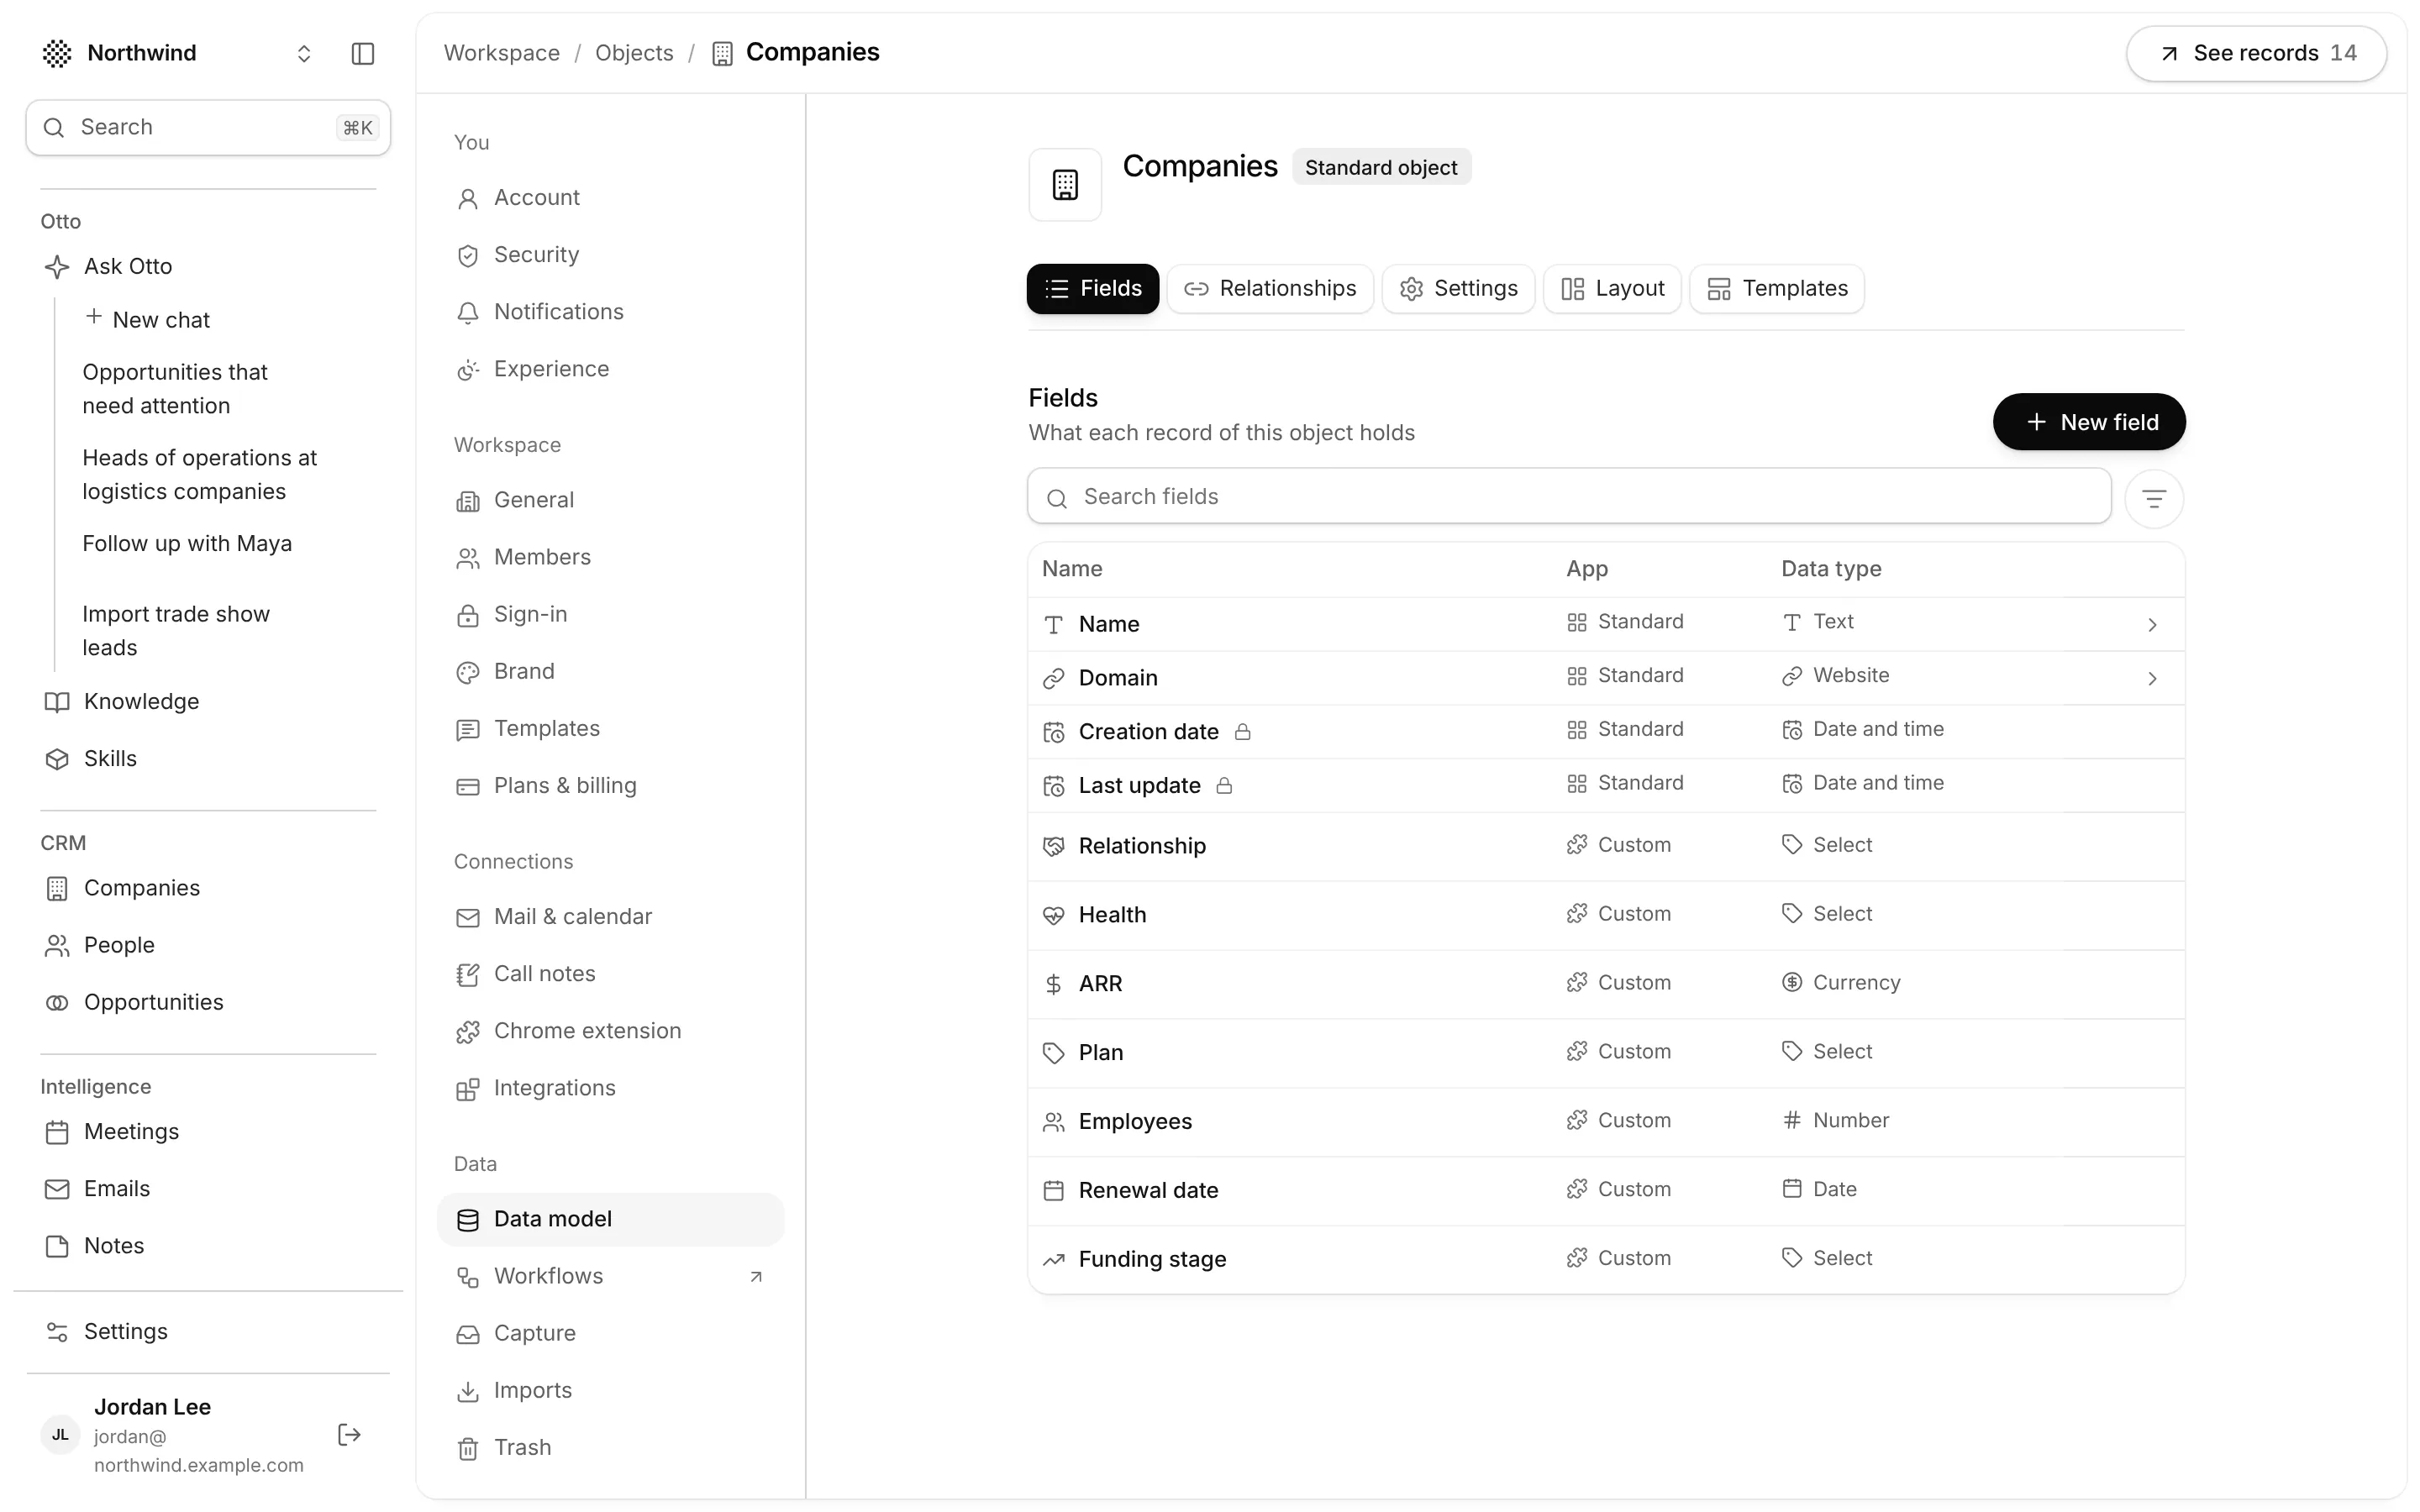 Northwind
Search
⌘K
Otto
Ask Otto
New chat
Opportunities that
need attention
Heads of operations at
logistics companies
Follow up with Maya
Import trade show
leads
Knowledge
Skills
CRM
Companies
People
Opportunities
Intelligence
Meetings
Emails
Notes
Settings
JL
Jordan Lee
jordan@
northwind.example.com
Workspace / Objects / Companies
See records 14
You
Account
Security
Notifications
Experience
Workspace
General
Members
Sign-in
Brand
Templates
Plans & billing
Connections
Mail & calendar
Call notes
Chrome extension
Integrations
Data
Data model
Workflows
Capture
Imports
Trash
Companies Standard object
Fields Relationships Settings Layout Templates
Fields
What each record of this object holds
New field
Search fields
Name App Data type
Name Standard Text
Domain Standard Website
Creation date Standard Date and time
Last update Standard Date and time
Relationship Custom Select
Health Custom Select
ARR Custom Currency
Plan Custom Select
Employees Custom Number
Renewal date Custom Date
Funding stage Custom Select